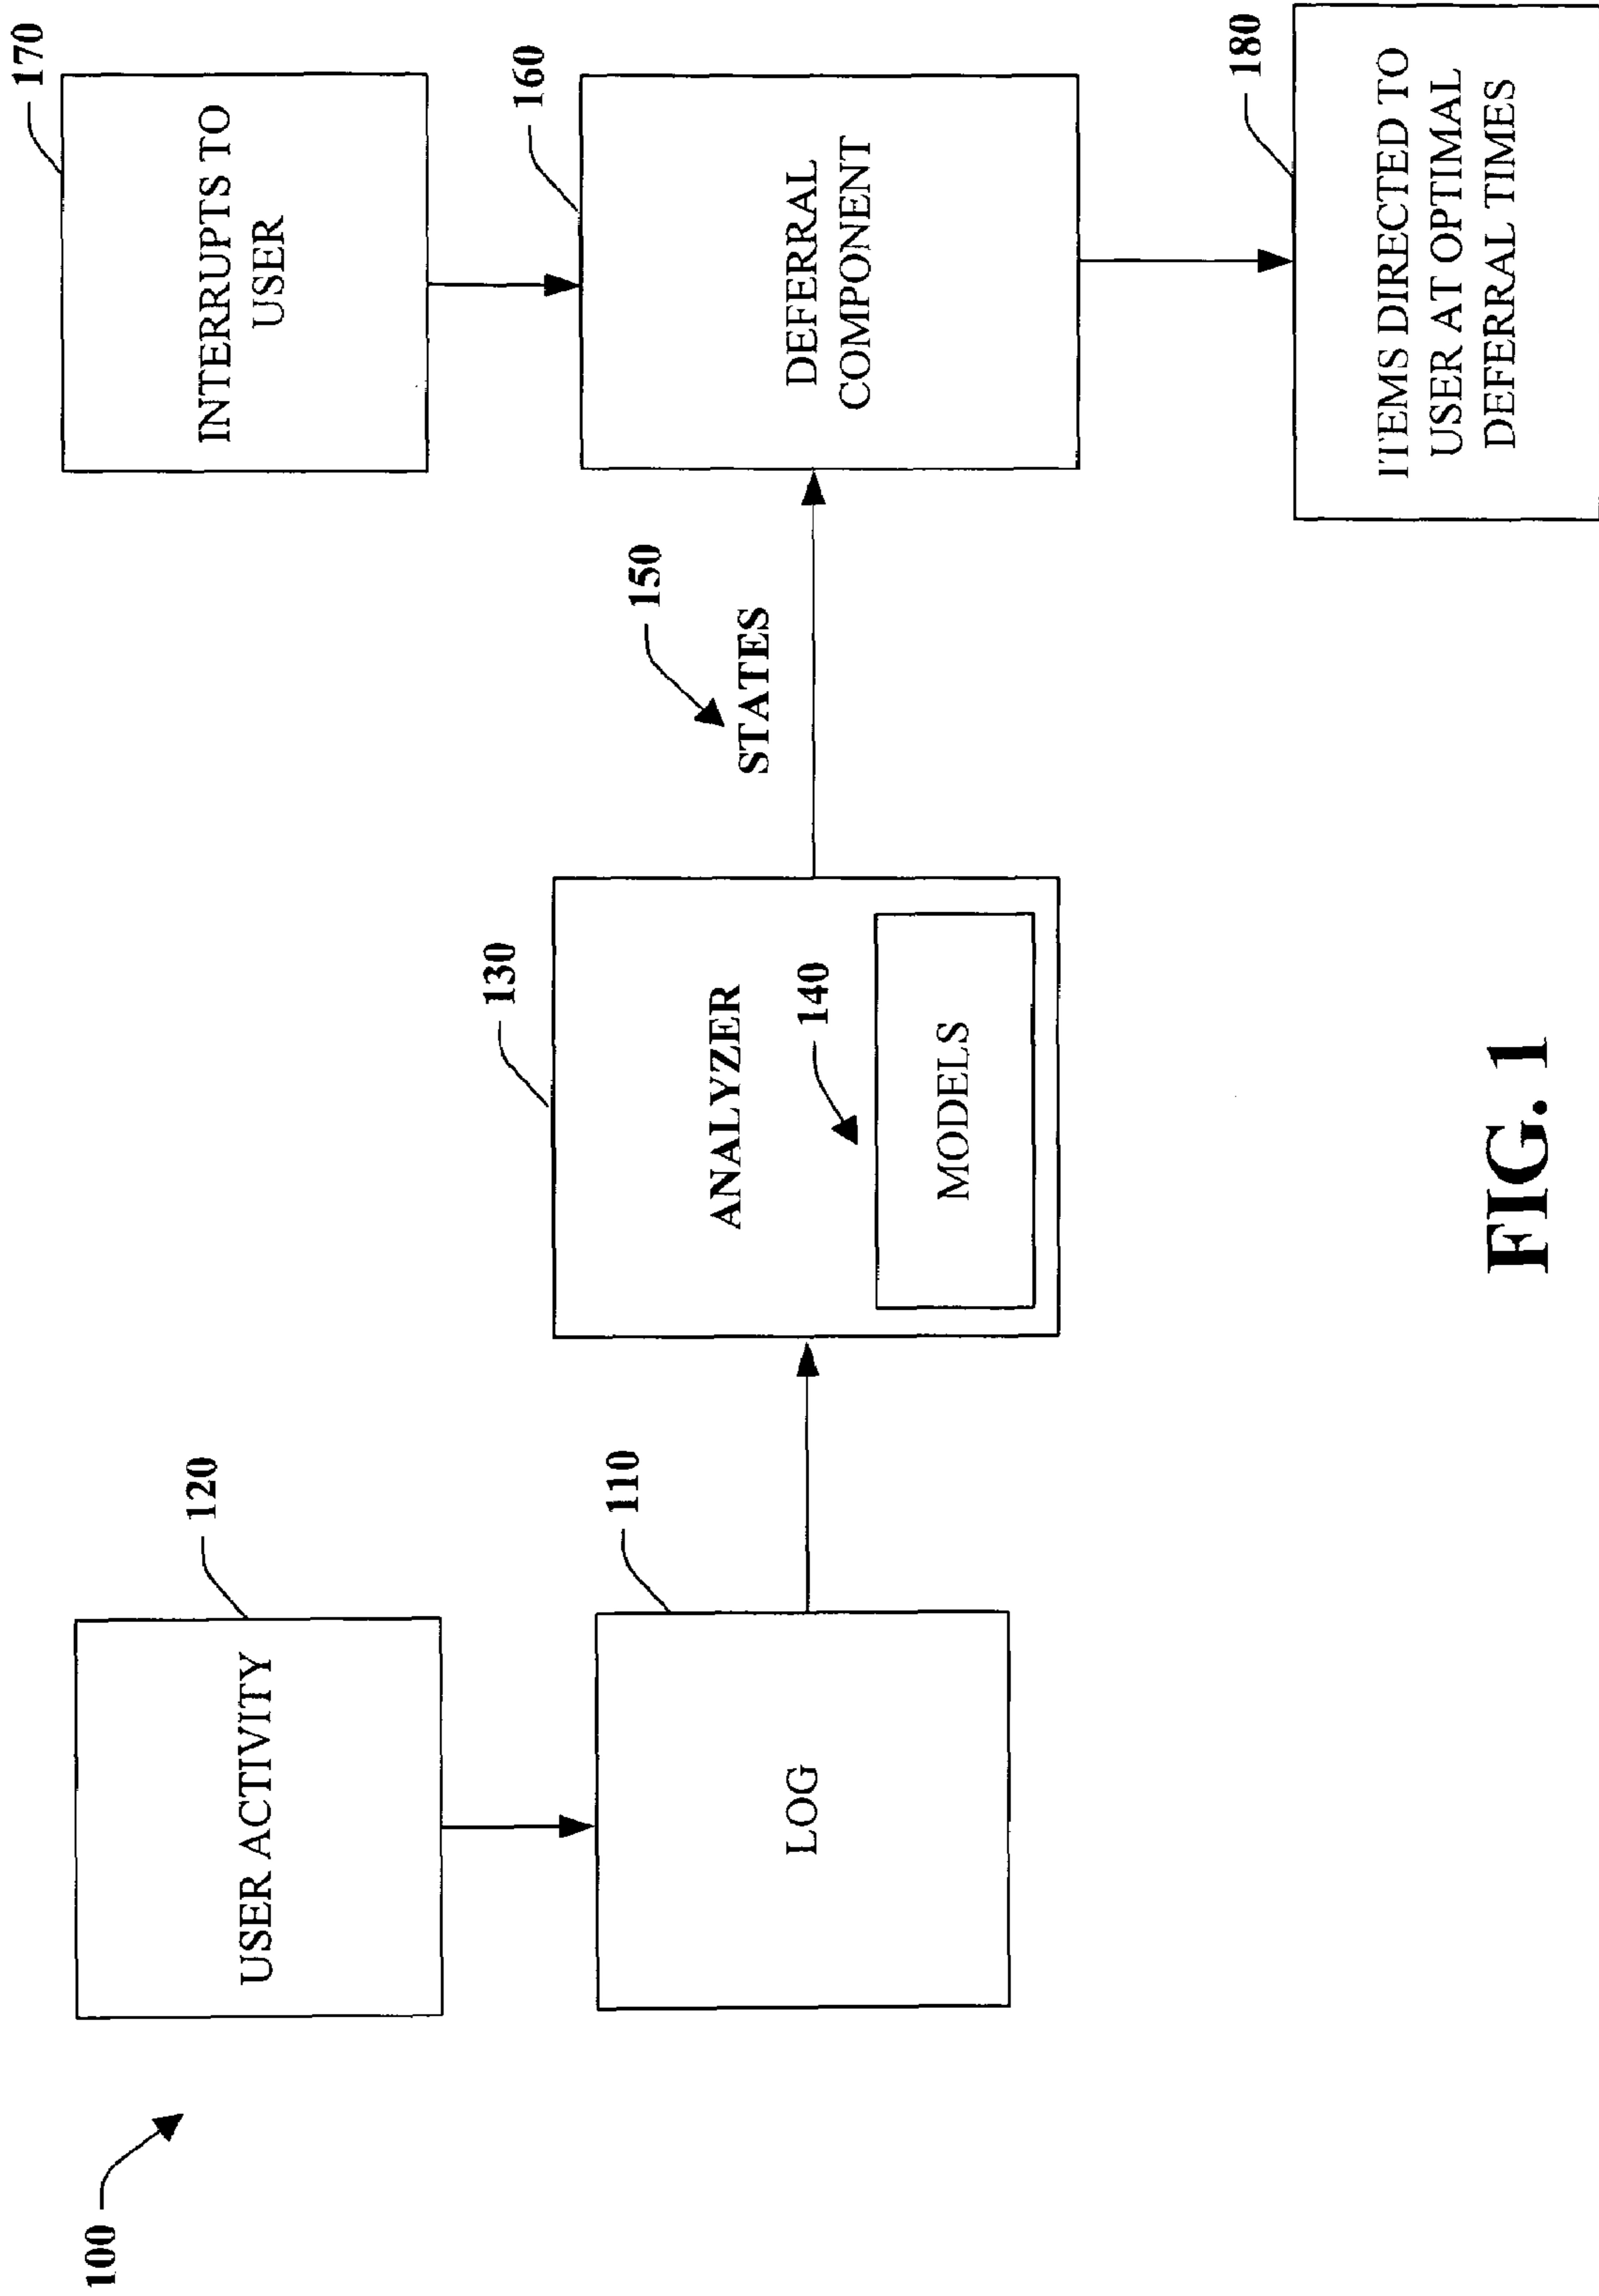 100
120
USER ACTIVITY
110
LOG
130
ANALYZER
140
MODELS
150
STATES
170
INTERRUPTS TO
USER
160
DEFERRAL
COMPONENT
180
ITEMS DIRECTED TO
USER AT OPTIMAL
DEFERRAL TIMES
FIG. 1